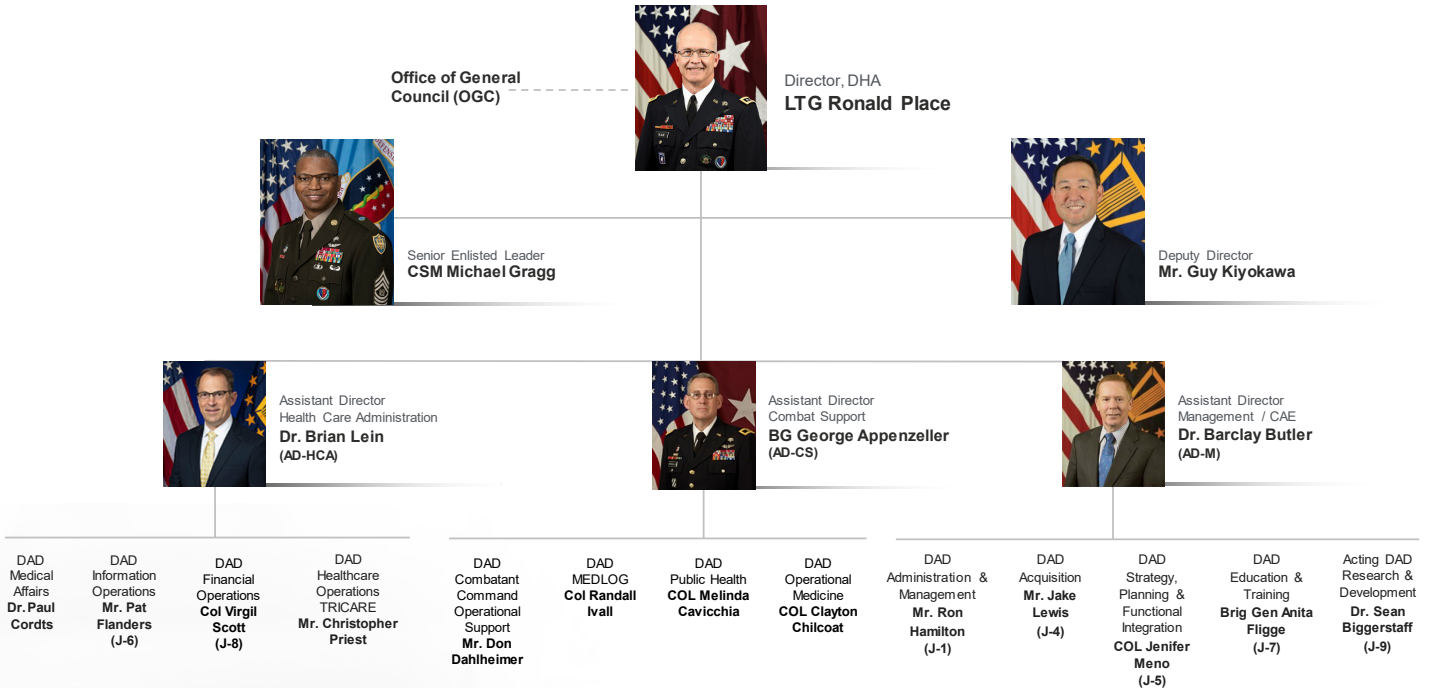 Office of General
Council (OGC)
Director, DHA
LTG Ronald Place
Senior Enlisted Leader
CSM Michael Gragg
Deputy Director
Mr. Guy Kiyokawa
Assistant Director
Health Care Administration
Dr. Brian Lein
(AD-HCA)
Assistant Director
Combat Support
BG George Appenzeller
(AD-CS)
Assistant Director
Management / CAE
Dr. Barclay Butler
(AD-M)
DAD
Medical
Affairs
Dr. Paul
Cordts
DAD
Information
Operations
Mr. Pat
Flanders
(J-6)
DAD
Financial
Operations
Col Virgil
Scott
(J-8)
DAD
Healthcare
Operations
TRICARE
Mr. Christopher
Priest
DAD
Combatant
Command
Operational
Support
Mr. Don
Dahlheimer
DAD
MEDLOG
Col Randall
Ivall
DAD
Public Health
COL Melinda
Cavicchia
DAD
Operational
Medicine
COL Clayton
Chilcoat
DAD
Administration &
Management
Mr. Ron
Hamilton
(J-1)
DAD
Acquisition
Mr. Jake
Lewis
(J-4)
DAD
Strategy,
Planning &
Functional
Integration
COL Jenifer
Meno
(J-5)
DAD
Education &
Training
Brig Gen Anita
Fligge
(J-7)
Acting DAD
Research &
Development
Dr. Sean
Biggerstaff
(J-9)